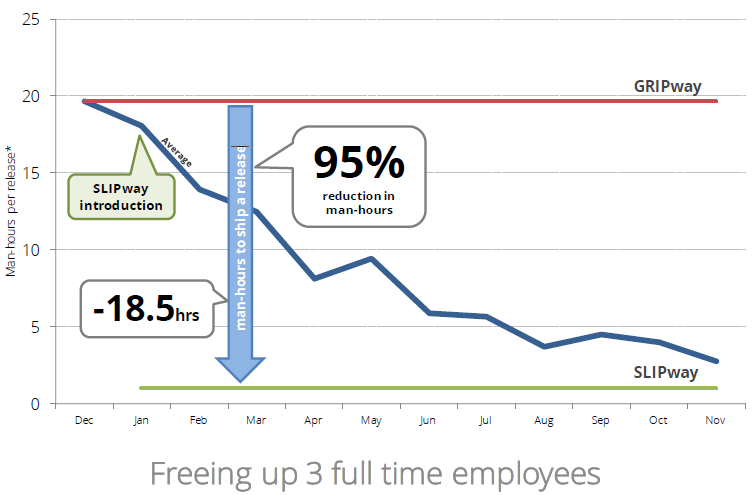 25
GRIPway
20
Average
95%
reduction in
man-hours
15
SLIPway
introduction
Man-hours per release*
man-hours to ship a release
10
-18.5hrs
5
SLIPway
0
Dec Jan Feb Mar Apr May Jun Jul Aug Sep Oct Nov
Freeing up 3 full time employees